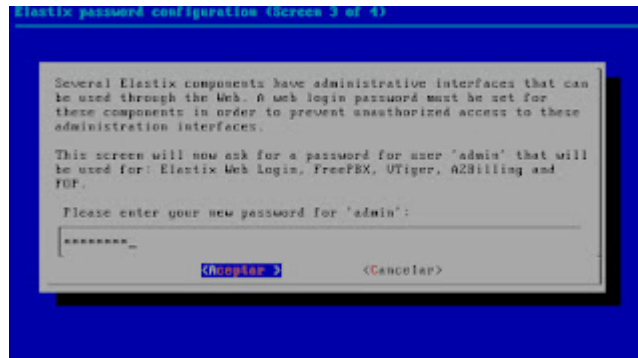 Elastix password configuration (Screen 3 of 4)
Several Elastix components have administrative interfaces that can
be used through the Web. A web login password must be set for
these components in order to prevent unauthorized access to these
administration interfaces.
This screen will now ask for a password for user 'admin' that will
be used for: Elastix Web Login, FreePBX, VTiger, A2Billing and
FOP.
Please enter your new password for 'admin':
********_
<Aceptar >
<Cancelar>